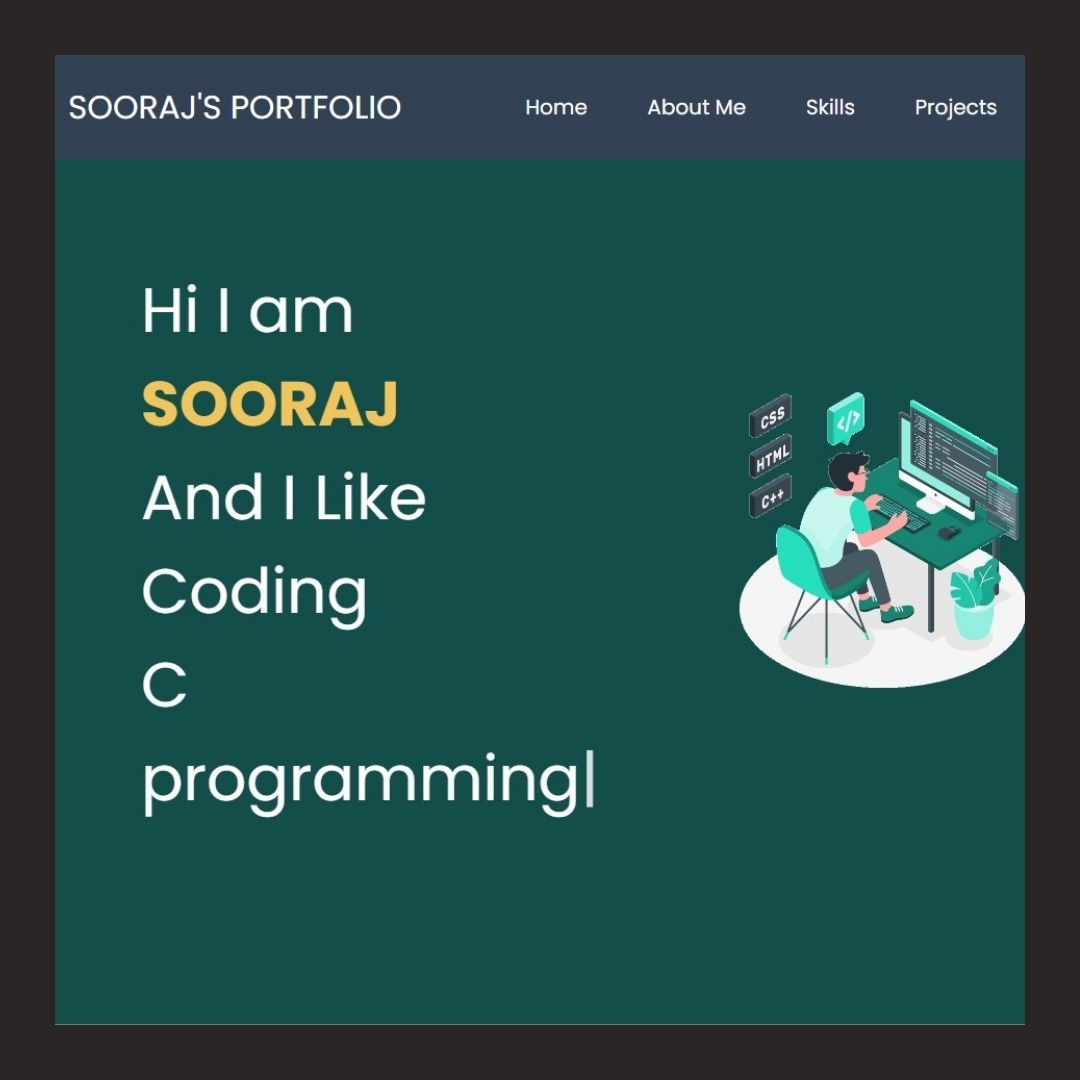 SOORAJ'S PORTFOLIO Home About Me Skills Projects
Hi I am
SOORAJ
And I Like
Coding
C
programming|
CSS
</>
HTML
C++